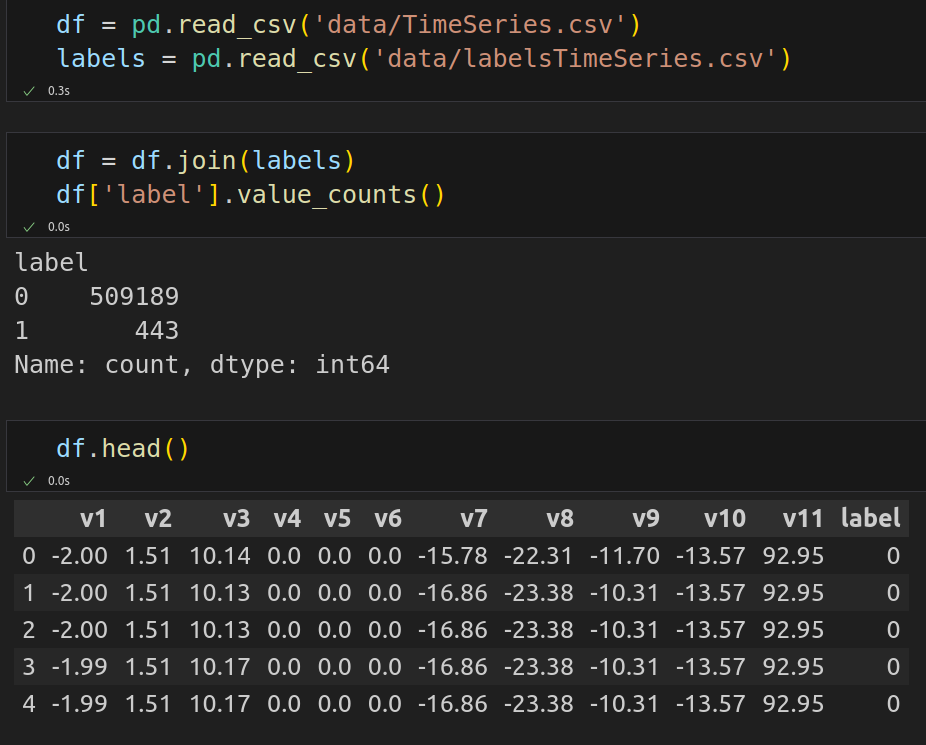 df = pd.read_csv('data/TimeSeries.csv')
labels = pd.read_csv('data/labelsTimeSeries.csv')
✓ 0.3s
df = df.join(labels)
df['label'].value_counts()
✓ 0.0s
label
0    509189
1       443
Name: count, dtype: int64
df.head()
✓ 0.0s
v1 v2 v3 v4 v5 v6 v7 v8 v9 v10 v11 label
0 -2.00 1.51 10.14 0.0 0.0 0.0 -15.78 -22.31 -11.70 -13.57 92.95 0
1 -2.00 1.51 10.13 0.0 0.0 0.0 -16.86 -23.38 -10.31 -13.57 92.95 0
2 -2.00 1.51 10.13 0.0 0.0 0.0 -16.86 -23.38 -10.31 -13.57 92.95 0
3 -1.99 1.51 10.17 0.0 0.0 0.0 -16.86 -23.38 -10.31 -13.57 92.95 0
4 -1.99 1.51 10.17 0.0 0.0 0.0 -16.86 -23.38 -10.31 -13.57 92.95 0